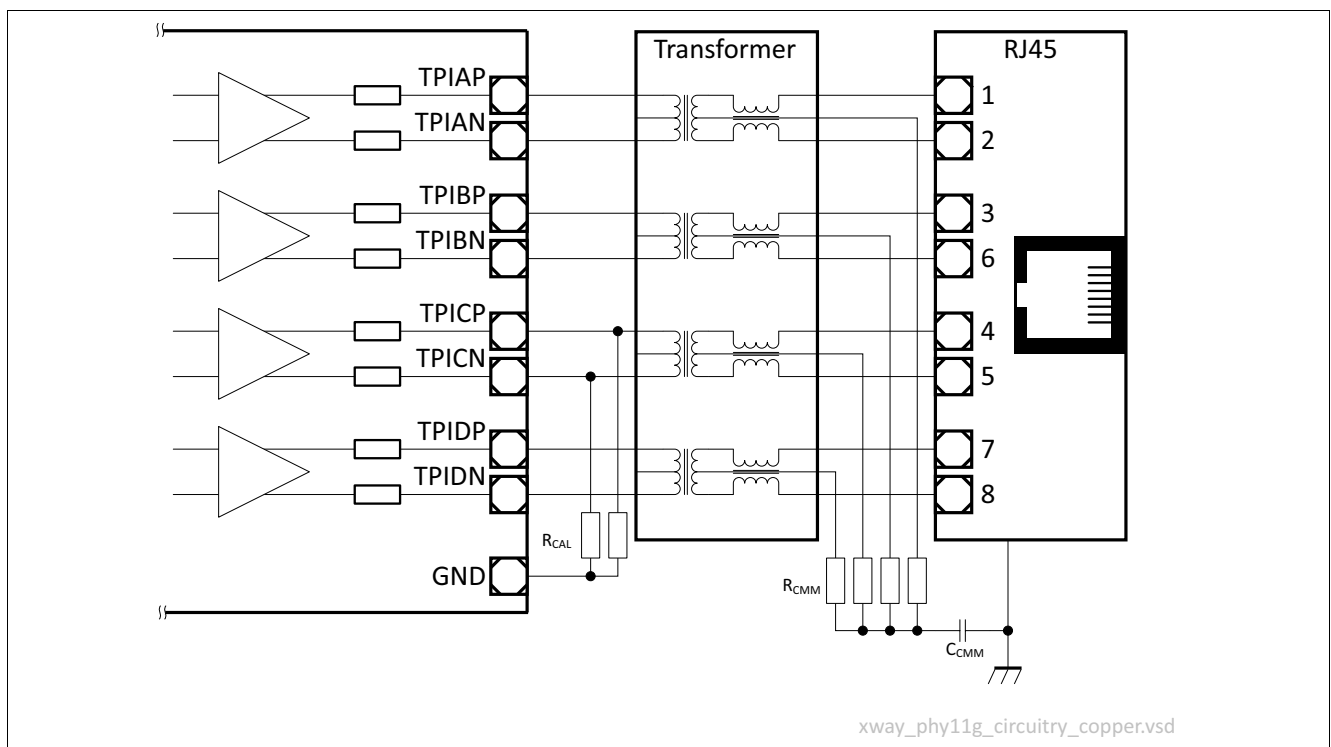 Transformer
RJ45
TPIAP
1
TPIAN
2
TPIBP
3
TPIBN
6
TPICP
4
TPICN
5
TPIDP
7
TPIDN
8
RCAL
GND
RCMM
CCMM
xway_phy11g_circuitry_copper.vsd